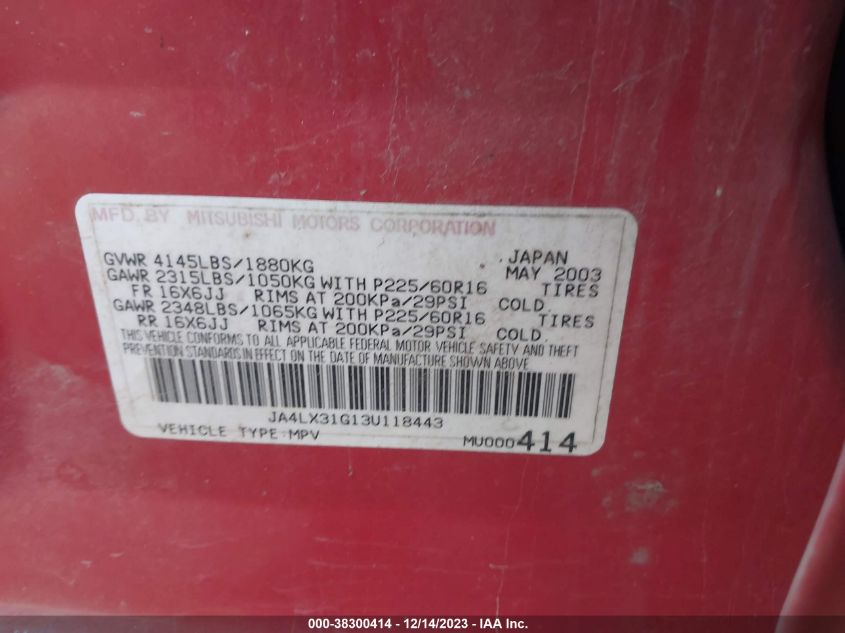 MFD. BY MITSUBISHI MOTORS CORPORATION
GVWR 4145LBS/1880KG JAPAN MAY 2003
GAWR 2315LBS/1050KG WITH P225/60R16 TIRES
FR 16X6JJ RIMS AT 200KPa/29PSI COLD.
GAWR 2348LBS/1065KG WITH P225/60R16 TIRES
RR 16X6JJ RIMS AT 200KPa/29PSI COLD.
THIS VEHICLE CONFORMS TO ALL APPLICABLE FEDERAL MOTOR VEHICLE SAFETY AND THEFT
PREVENTION STANDARDS IN EFFECT ON THE DATE OF MANUFACTURE SHOWN ABOVE
JA4LX31G13U118443
VEHICLE TYPE:MPV MU000414
000-38300414 - 12/14/2023 - IAA Inc.